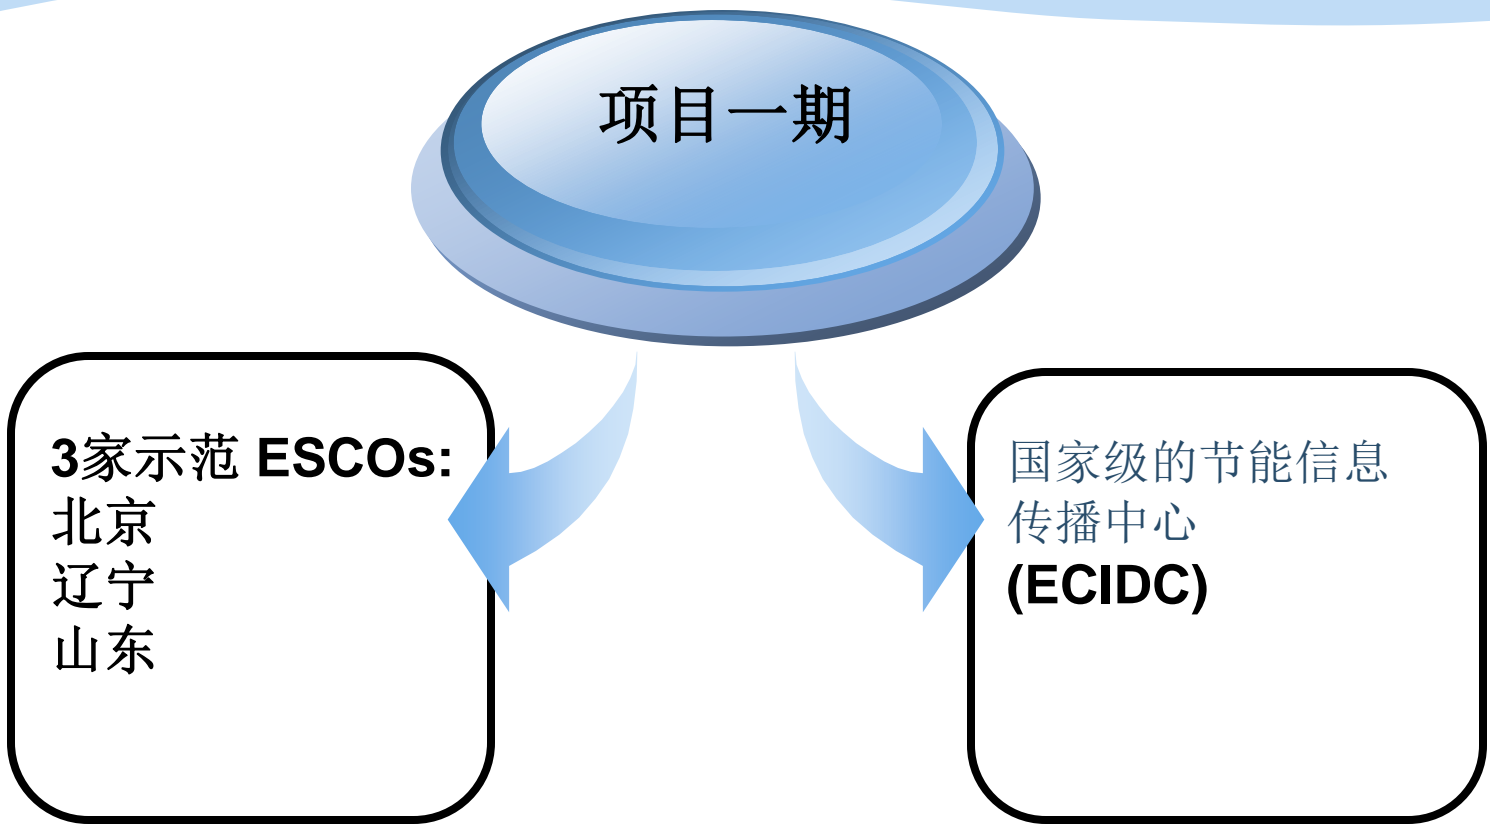 项目一期
3家示范 ESCOs:
北京
辽宁
山东
国家级的节能信息
传播中心
(ECIDC)